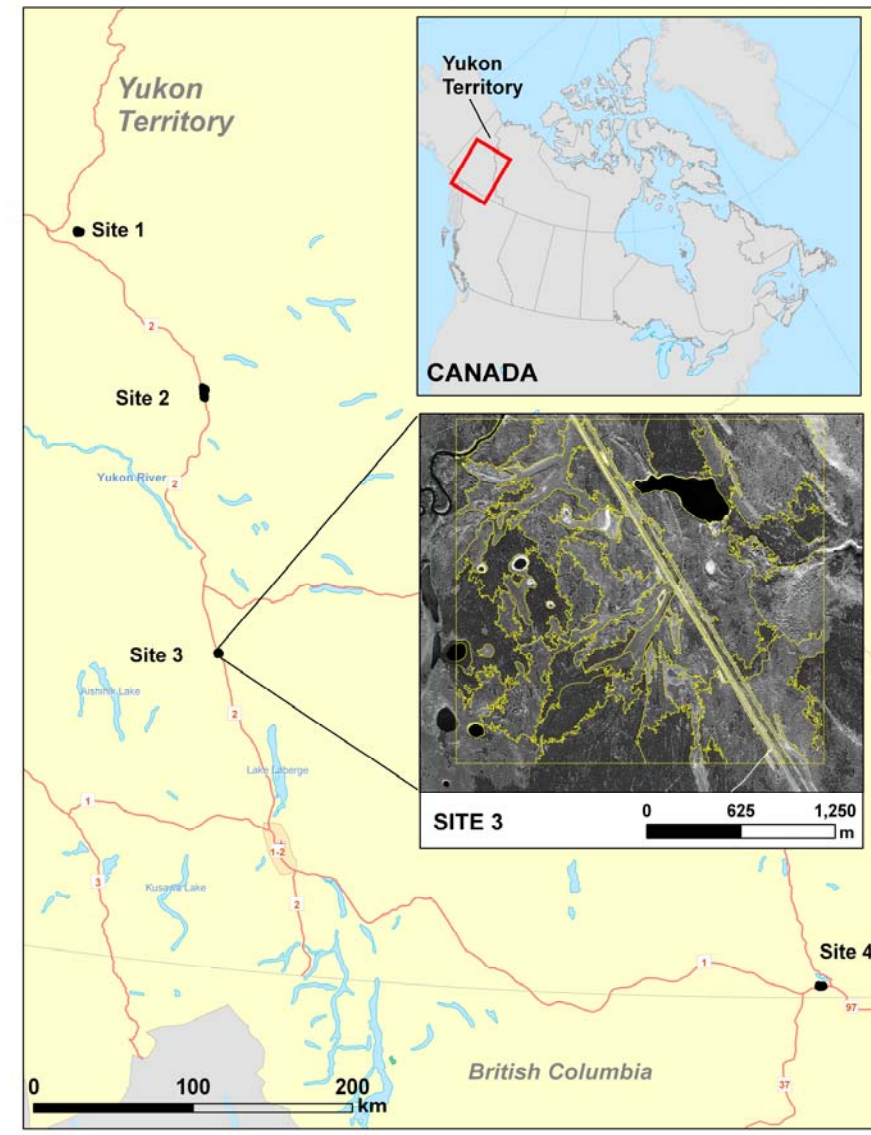 Yukon
Territory
Yukon
Territory
CANADA
Site 1
2
Site 2
Yukon River
2
Site 3
Aishihik Lake
2
Lake Laberge
SITE 3
0 625 1,250
m
1
1-2
3
Kusawa Lake
2
Site 4
1
97
British Columbia
37
0 100 200
km